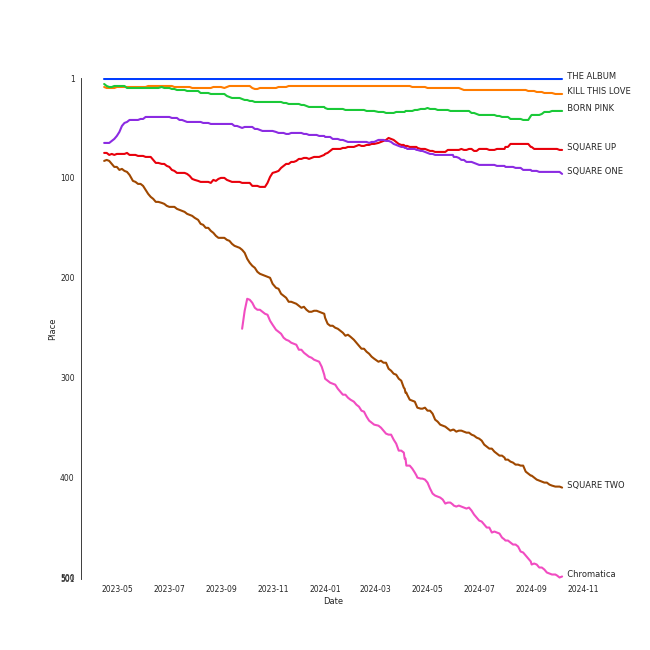 1
THE ALBUM
KILL THIS LOVE
BORN PINK
SQUARE UP
SQUARE ONE
100
200
300
Place
400
SQUARE TWO
Chromatica
2023-05 2023-07 2023-09 2023-11 2024-01 2024-03 2024-05 2024-07 2024-09 2024-11
Date